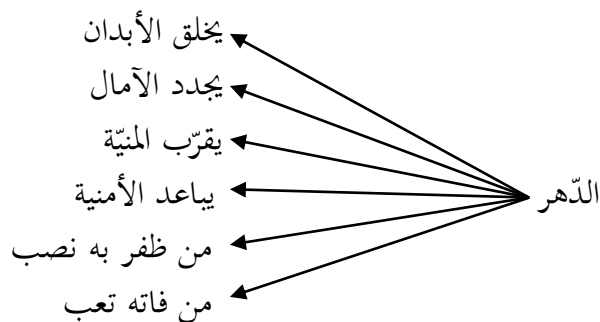 يخلق الأبدان
يجدد الآمال
يقرّب المنيّة
يباعد الأمنية
الدّهر
من ظفر به نصب
من فاته تعب